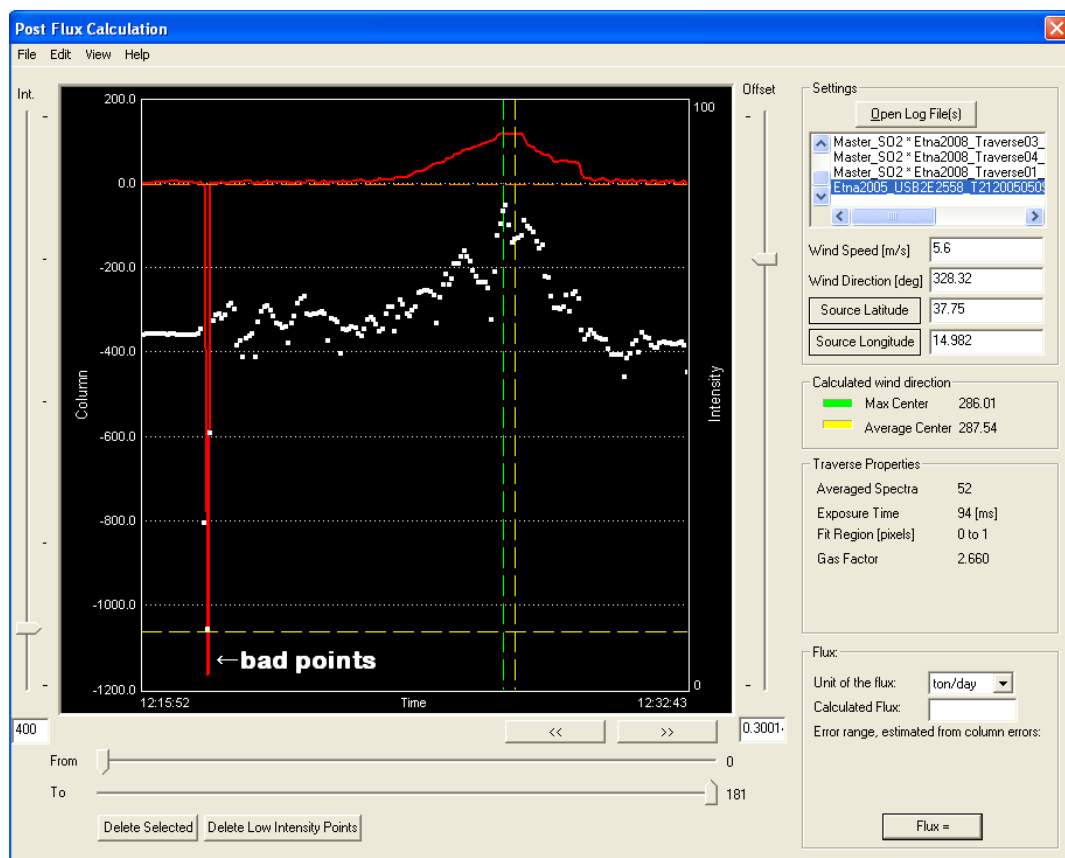 Post Flux Calculation
File Edit View Help
Int.
Offset
200.0
0.0
-200.0
-400.0
-600.0
-800.0
-1000.0
-1200.0
Column
100
0
Intensity
←bad points
12:15:52
Time
12:32:43
400
<<
>>
0.3001
From
0
To
181
Delete Selected
Delete Low Intensity Points
Settings
Open Log File(s)
Master_SO2 * Etna2008_Traverse03_
Master_SO2 * Etna2008_Traverse04_
Master_SO2 * Etna2008_Traverse01_
Etna2005_USB2E2558_T2120050509
Wind Speed [m/s] 5.6
Wind Direction [deg] 328.32
Source Latitude 37.75
Source Longitude 14.982
Calculated wind direction
Max Center 286.01
Average Center 287.54
Traverse Properties
Averaged Spectra 52
Exposure Time 94 [ms]
Fit Region [pixels] 0 to 1
Gas Factor 2.660
Flux:
Unit of the flux: ton/day
Calculated Flux:
Error range, estimated from column errors:
Flux =